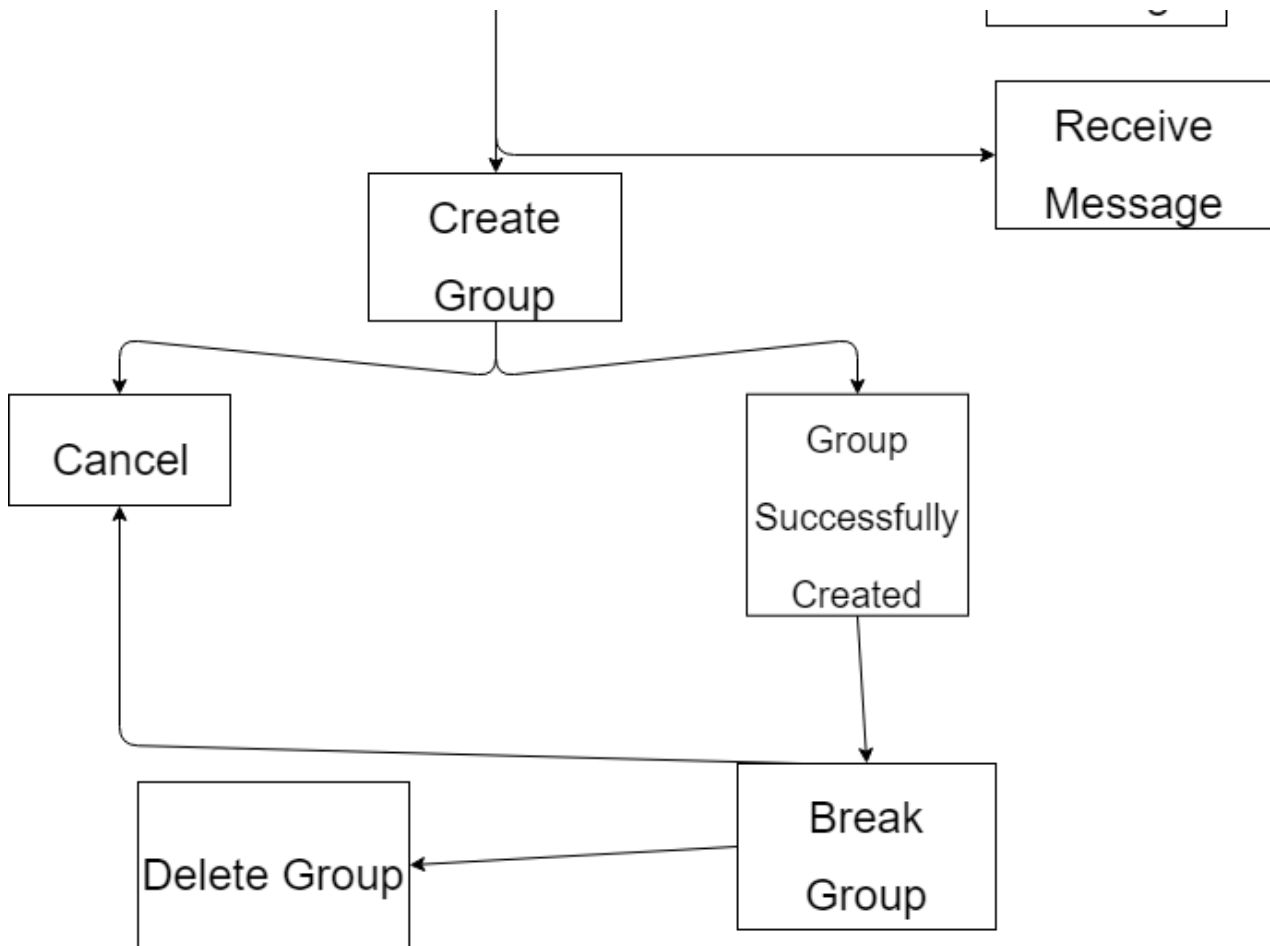 Receive
Message
Create
Group
Cancel
Group
Successfully
Created
Break
Group
Delete Group